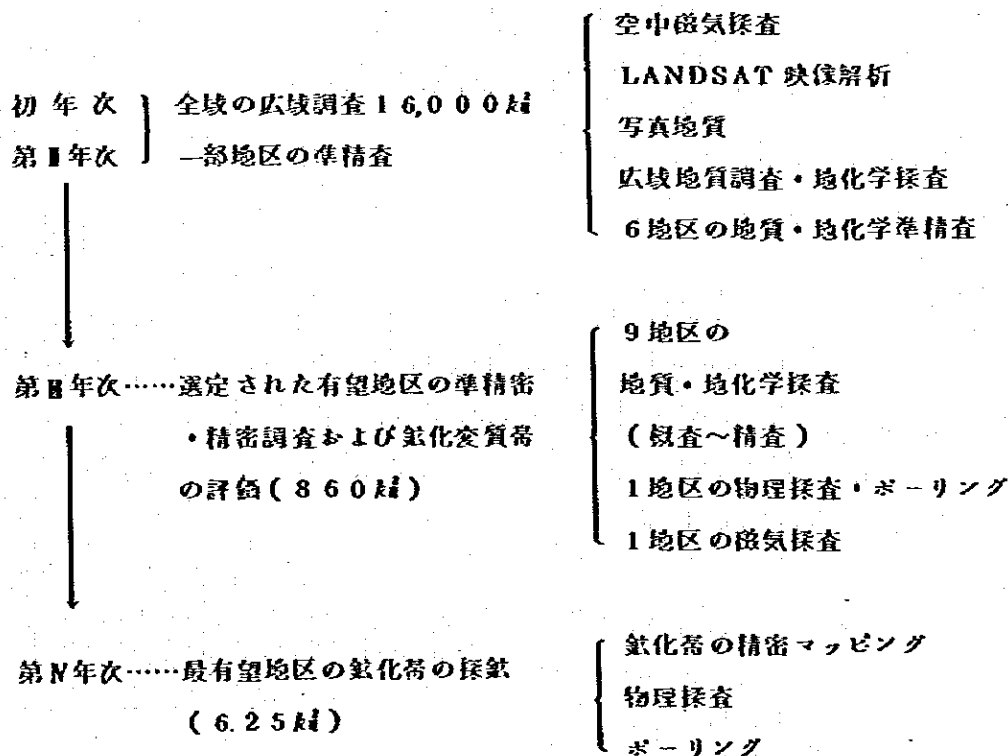 初年次 全域の広域調査16,000㎢
第Ⅱ年次 一部地区の準精査
空中磁気探査
LANDSAT 映像解析
写真地質
広域地質調査・地化学探査
6地区の地質・地化学準精査
第Ⅲ年次……選定された有望地区の準精密
・精密調査および鉱化変質帯
の評価(860㎢)
9地区の
地質・地化学探査
(概査~精査)
1地区の物理探査・ボーリング
1地区の磁気探査
第Ⅳ年次……最有望地区の鉱化帯の探鉱
(6.25㎢)
鉱化帯の精密マッピング
物理探査
ボーリング